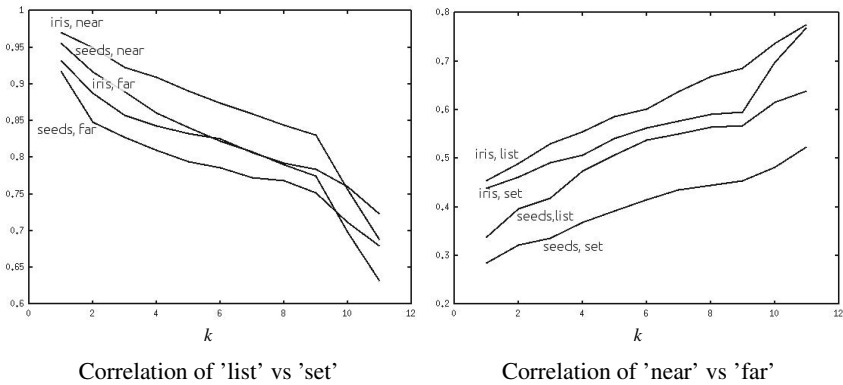 1
0.95
0.9
0.85
0.8
0.75
0.7
0.65
0.6
0 2 4 6 8 10 12
iris, near
seeds, near
iris, far
seeds, far
k
Correlation of ’list’ vs ’set’
0.8
0.7
0.6
0.5
0.4
0.3
0.2
0 2 4 6 8 10 12
iris, list
iris, set
seeds,list
seeds, set
k
Correlation of ’near’ vs ’far’